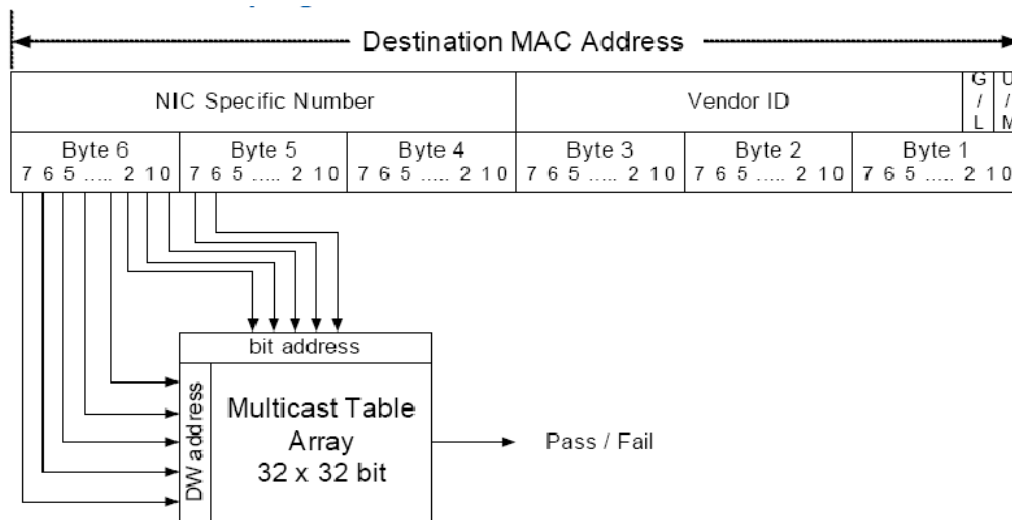 Destination MAC Address
NIC Specific Number Vendor ID G / L U / M
Byte 6 Byte 5 Byte 4 Byte 3 Byte 2 Byte 1
7 6 5 ..... 2 1 0 7 6 5 ..... 2 1 0 7 6 5 ..... 2 1 0 7 6 5 ..... 2 1 0 7 6 5 ..... 2 1 0 7 6 5 ..... 2 1 0
bit address
DW address
Multicast Table
Array
32 x 32 bit
Pass / Fail